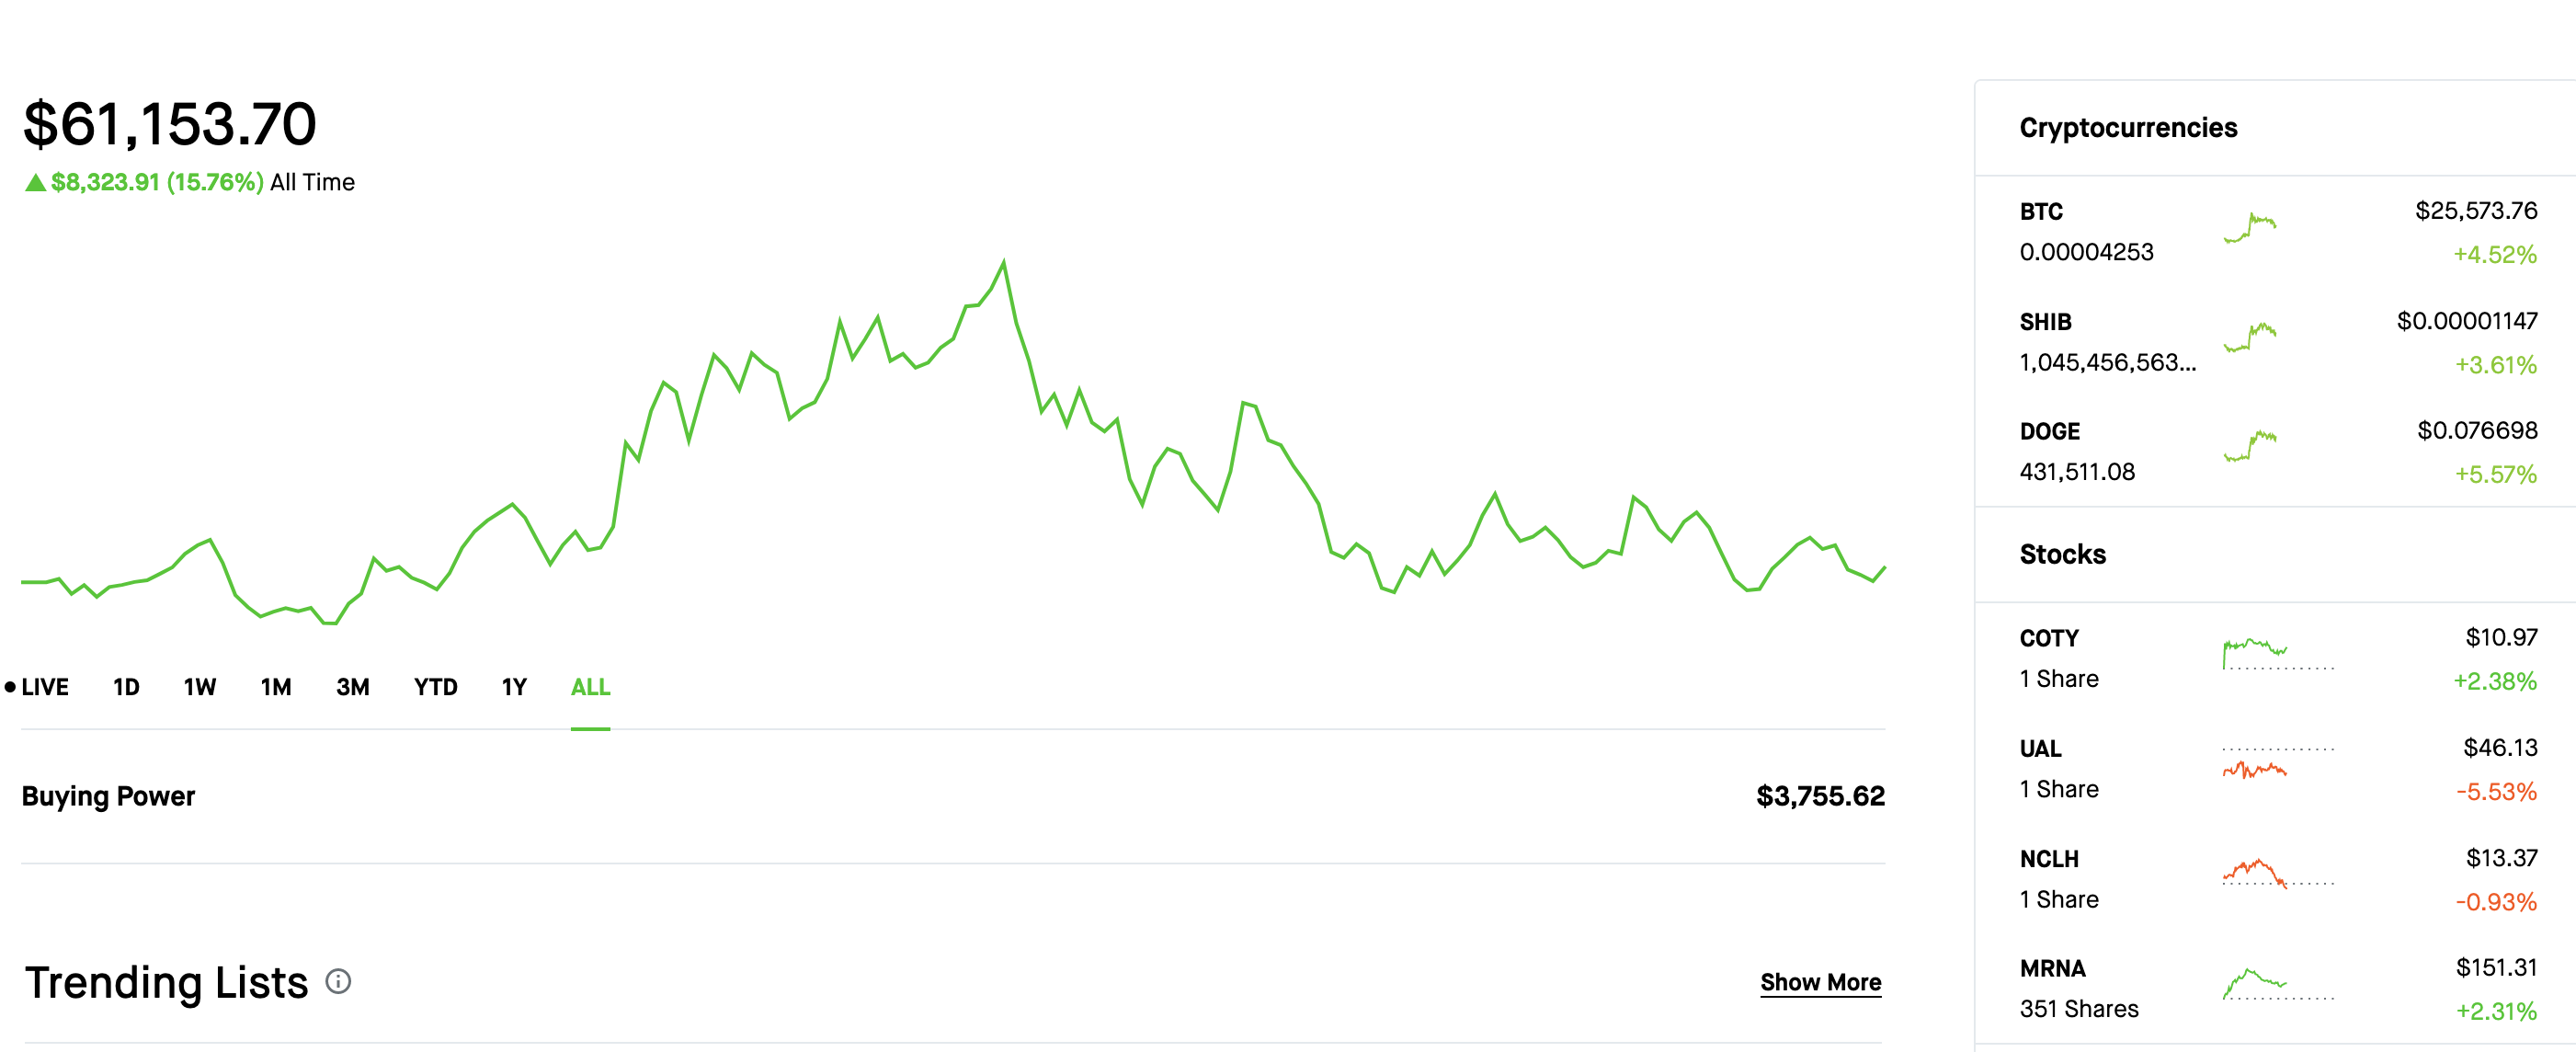 $61,153.70
$8,323.91 (15.76%) All Time
LIVE 1D 1W 1M 3M YTD 1Y ALL
Buying Power $3,755.62
Trending Lists Show More
Cryptocurrencies
BTC $25,573.76
0.00004253 +4.52%
SHIB $0.00001147
1,045,456,563... +3.61%
DOGE $0.076698
431,511.08 +5.57%
Stocks
COTY $10.97
1 Share +2.38%
UAL $46.13
1 Share -5.53%
NCLH $13.37
1 Share -0.93%
MRNA $151.31
351 Shares +2.31%